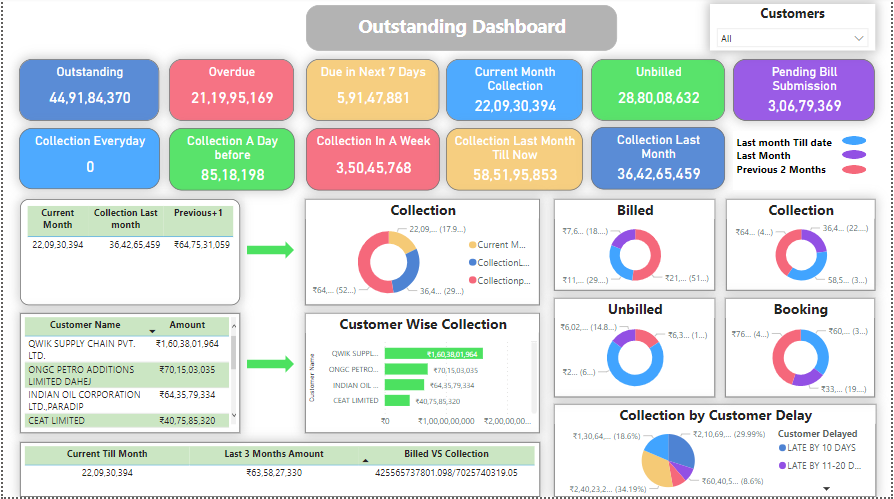 Outstanding Dashboard
Customers
All
Outstanding
44,91,84,370
Overdue
21,19,95,169
Due in Next 7 Days
5,91,47,881
Current Month
Collection
22,09,30,394
Unbilled
28,80,08,632
Pending Bill
Submission
3,06,79,369
Collection Everyday
0
Collection A Day
before
85,18,198
Collection In A Week
3,50,45,768
Collection Last Month
Till Now
58,51,95,853
Collection Last
Month
36,42,65,459
Last month Till date
Last Month
Previous 2 Months
Current
Month
Collection Last
month
Previous+1
22,09,30,394
36,42,65,459
₹64,75,31,059
Collection
22,09,... (17.9...)
₹64,... (52...)
36,4... (29...)
Current M...
CollectionL...
Collectionp...
Billed
₹7,6... (18....)
₹11,... (29...)
₹21,... (51...)
Collection
₹64... (4...)
36,4... (22...)
58,5... (3...)
Customer Name
Amount
QWIK SUPPLY CHAIN PVT.
LTD.
₹1,60,38,01,964
ONGC PETRO ADDITIONS
LIMITED DAHEJ
₹70,15,03,035
INDIAN OIL CORPORATION
LTD.,PARADIP
₹64,35,79,334
CEAT LIMITED
₹40,75,85,320
Customer Wise Collection
Customer Name
QWIK SUPPL...
₹1,60,38,01,964
ONGC PETRO...
₹70,15,03,035
INDIAN OIL ...
₹64,35,79,334
CEAT LIMITED
₹40,75,85,320
₹0
₹1,00,00,00,000
₹2,00,00,00...
Unbilled
₹6,02,... (14.8...)
₹2... (6...)
₹6,3... (1...)
Booking
₹76... (4...)
₹60,... (3...)
₹33,... (19....)
Current Till Month
Last 3 Months Amount
Billed VS Collection
22,09,30,394
₹63,58,27,330
425565737801.098/7025740319.05
Collection by Customer Delay
₹1,30,64,... (18.6%)
₹2,10,69,... (29.99%)
₹60,40,5... (8.6%)
₹2,40,23,2... (34.19%)
Customer Delayed
LATE BY 10 DAYS
LATE BY 11-20 D...